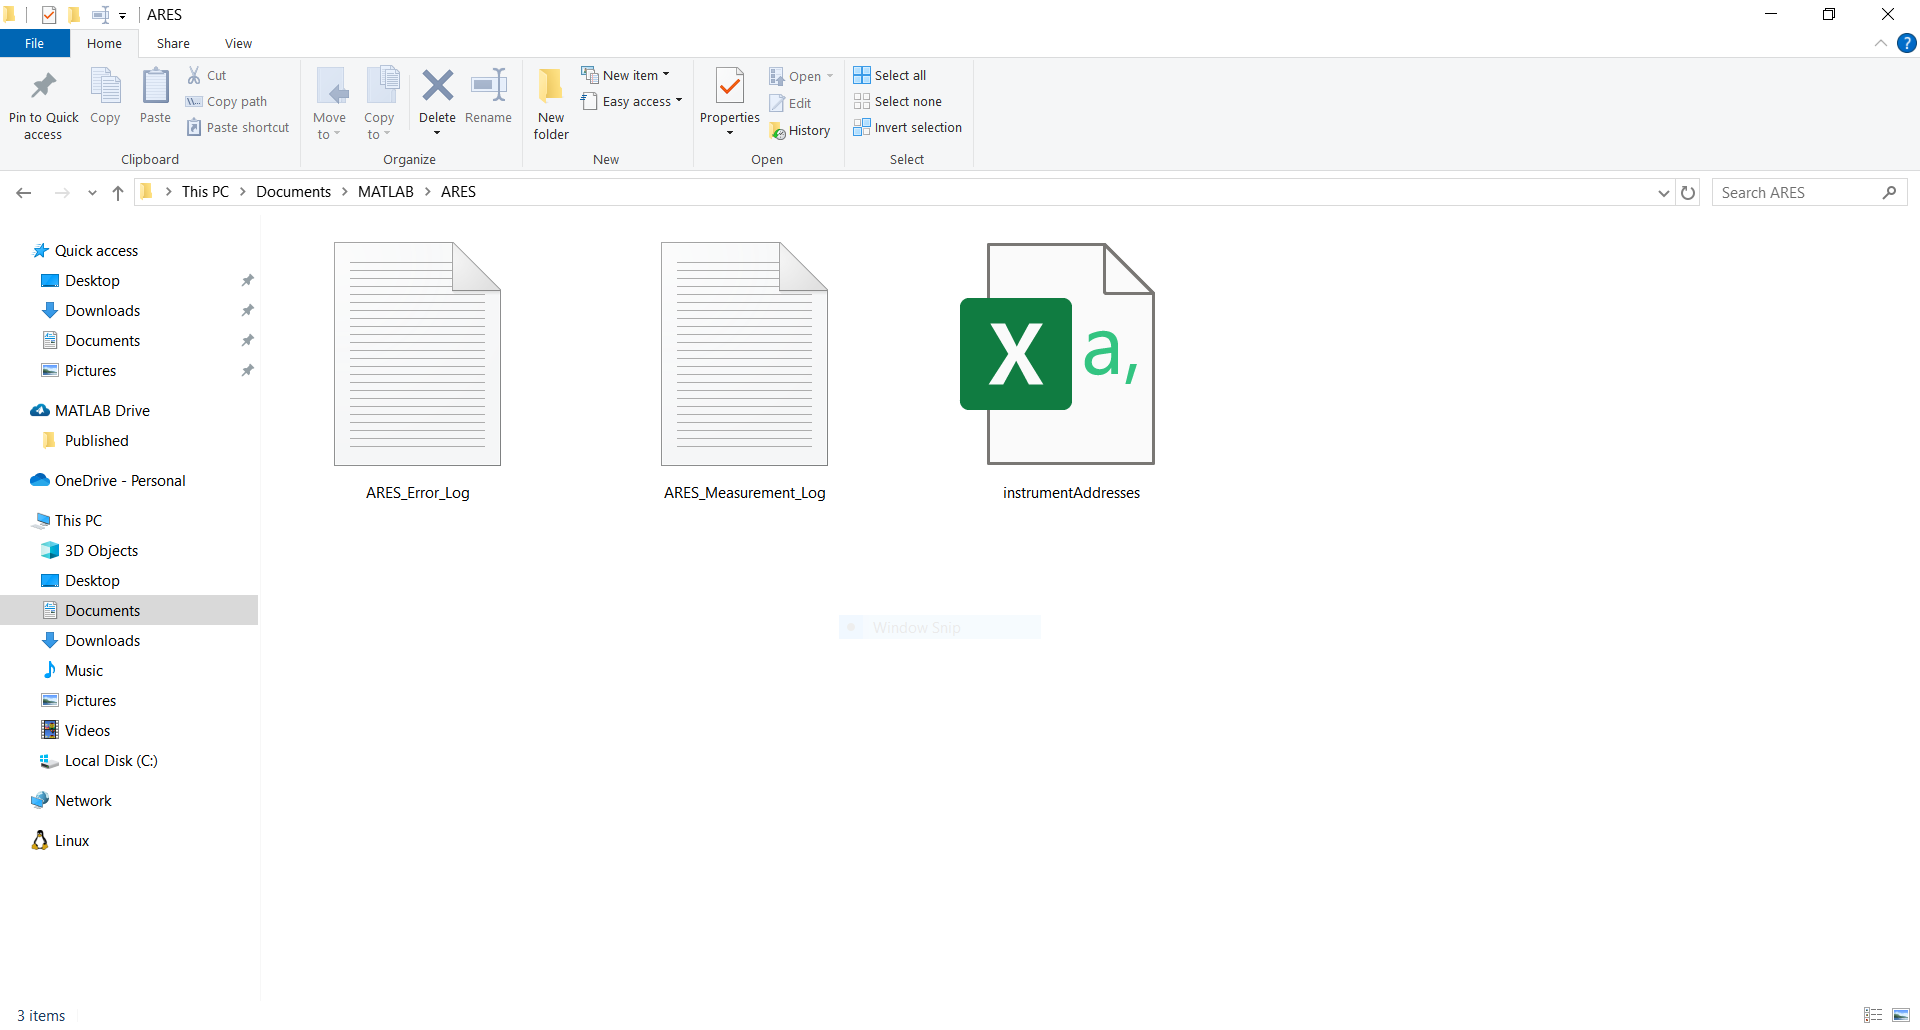 ARES
File Home Share View
Pin to Quick access
Copy
Paste
Cut
Copy path
Paste shortcut
Clipboard
Move to
Copy to
Delete
Rename
Organize
New folder
New item
Easy access
New
Properties
Open
Edit
History
Open
Select all
Select none
Invert selection
Select
This PC > Documents > MATLAB > ARES
Search ARES
Quick access
Desktop
Downloads
Documents
Pictures
MATLAB Drive
Published
OneDrive - Personal
This PC
3D Objects
Desktop
Documents
Downloads
Music
Pictures
Videos
Local Disk (C:)
Network
Linux
X a,
ARES_Error_Log
ARES_Measurement_Log
instrumentAddresses
Window Snip
3 items